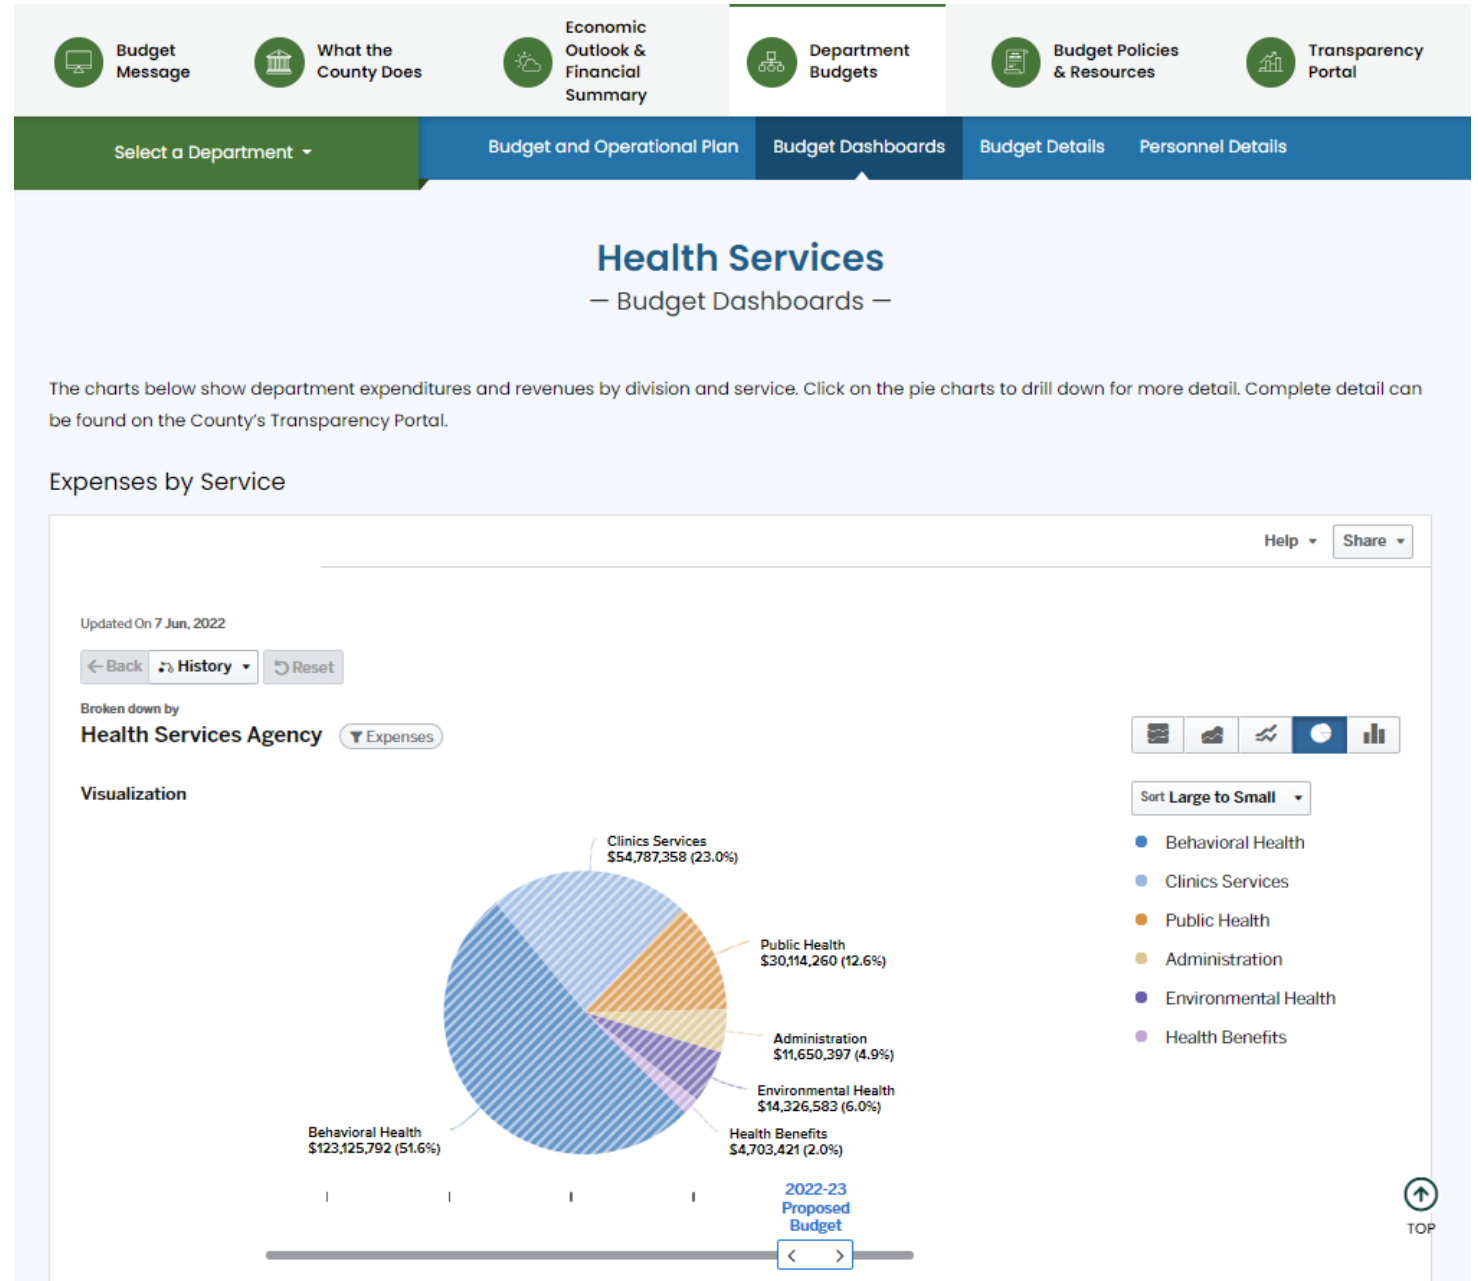 Budget
Message
What the
County Does
Economic
Outlook &
Financial
Summary
Department
Budgets
Budget Policies
& Resources
Transparency
Portal
Select a Department
Budget and Operational Plan
Budget Dashboards
Budget Details
Personnel Details
Health Services
— Budget Dashboards —
The charts below show department expenditures and revenues by division and service. Click on the pie charts to drill down for more detail. Complete detail can
be found on the County's Transparency Portal.
Expenses by Service
Help
Share
Updated On 7 Jun, 2022
Back
History
Reset
Broken down by
Health Services Agency
Expenses
Visualization
Sort Large to Small
Behavioral Health
Clinics Services
Public Health
Administration
Environmental Health
Health Benefits
Clinics Services
$54,787,358 (23.0%)
Public Health
$30,114,260 (12.6%)
Administration
$11,650,397 (4.9%)
Environmental Health
$14,326,583 (6.0%)
Health Benefits
$4,703,421 (2.0%)
Behavioral Health
$123,125,792 (51.6%)
2022-23
Proposed
Budget
TOP